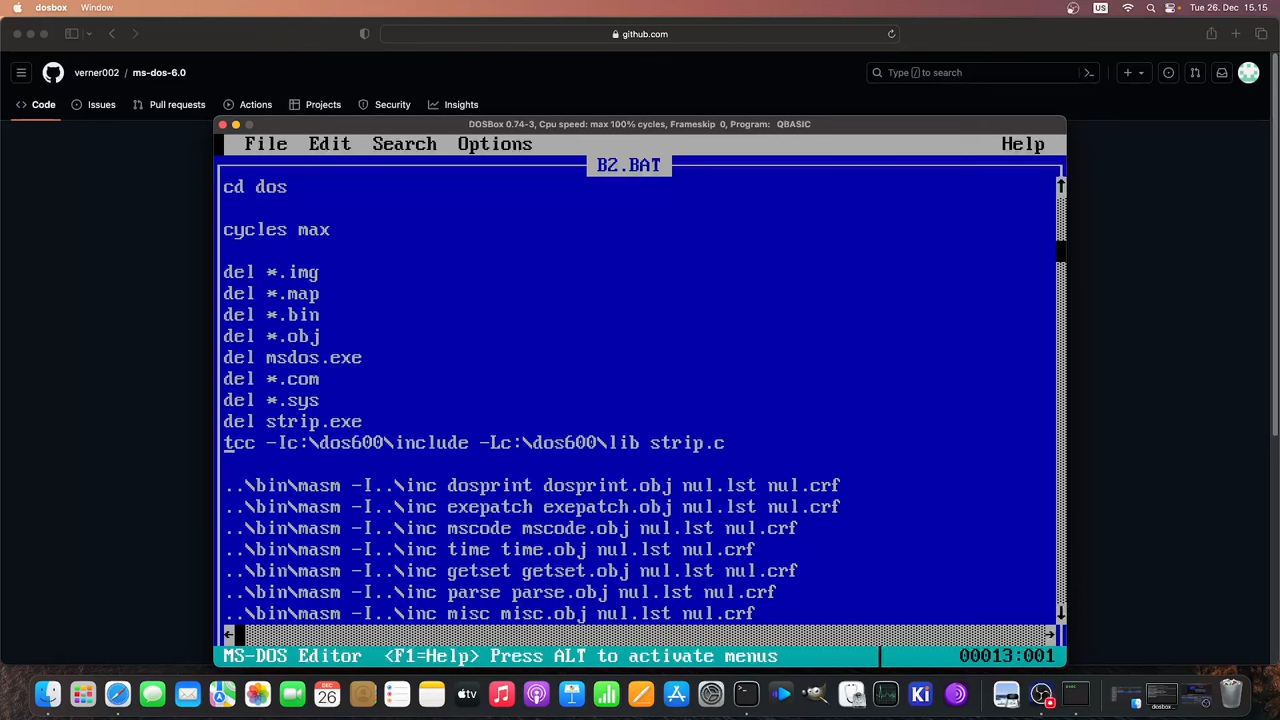 dosbox Window US Tue 26. Dec 15.15
github.com
verner002 / ms-dos-6.0 Type / to search
Code Issues Pull requests Actions Projects Security Insights
DOSBox 0.74-3, Cpu speed: max 100% cycles, Frameskip 0, Program: QBASIC
File Edit Search Options Help
B2.BAT
cd dos
cycles max
del *.img
del *.map
del *.bin
del *.obj
del msdos.exe
del *.com
del *.sys
del strip.exe
tcc -Ic:\dos600\include -Lc:\dos600\lib strip.c
..\bin\masm -I..\inc dosprint dosprint.obj nul.lst nul.crf
..\bin\masm -I..\inc exepatch exepatch.obj nul.lst nul.crf
..\bin\masm -I..\inc mscode mscode.obj nul.lst nul.crf
..\bin\masm -I..\inc time time.obj nul.lst nul.crf
..\bin\masm -I..\inc getset getset.obj nul.lst nul.crf
..\bin\masm -I..\inc parse parse.obj nul.lst nul.crf
..\bin\masm -I..\inc misc misc.obj nul.lst nul.crf
MS-DOS Editor <F1=Help> Press ALT to activate menus 00013:001
DEC
26
tv
Ki